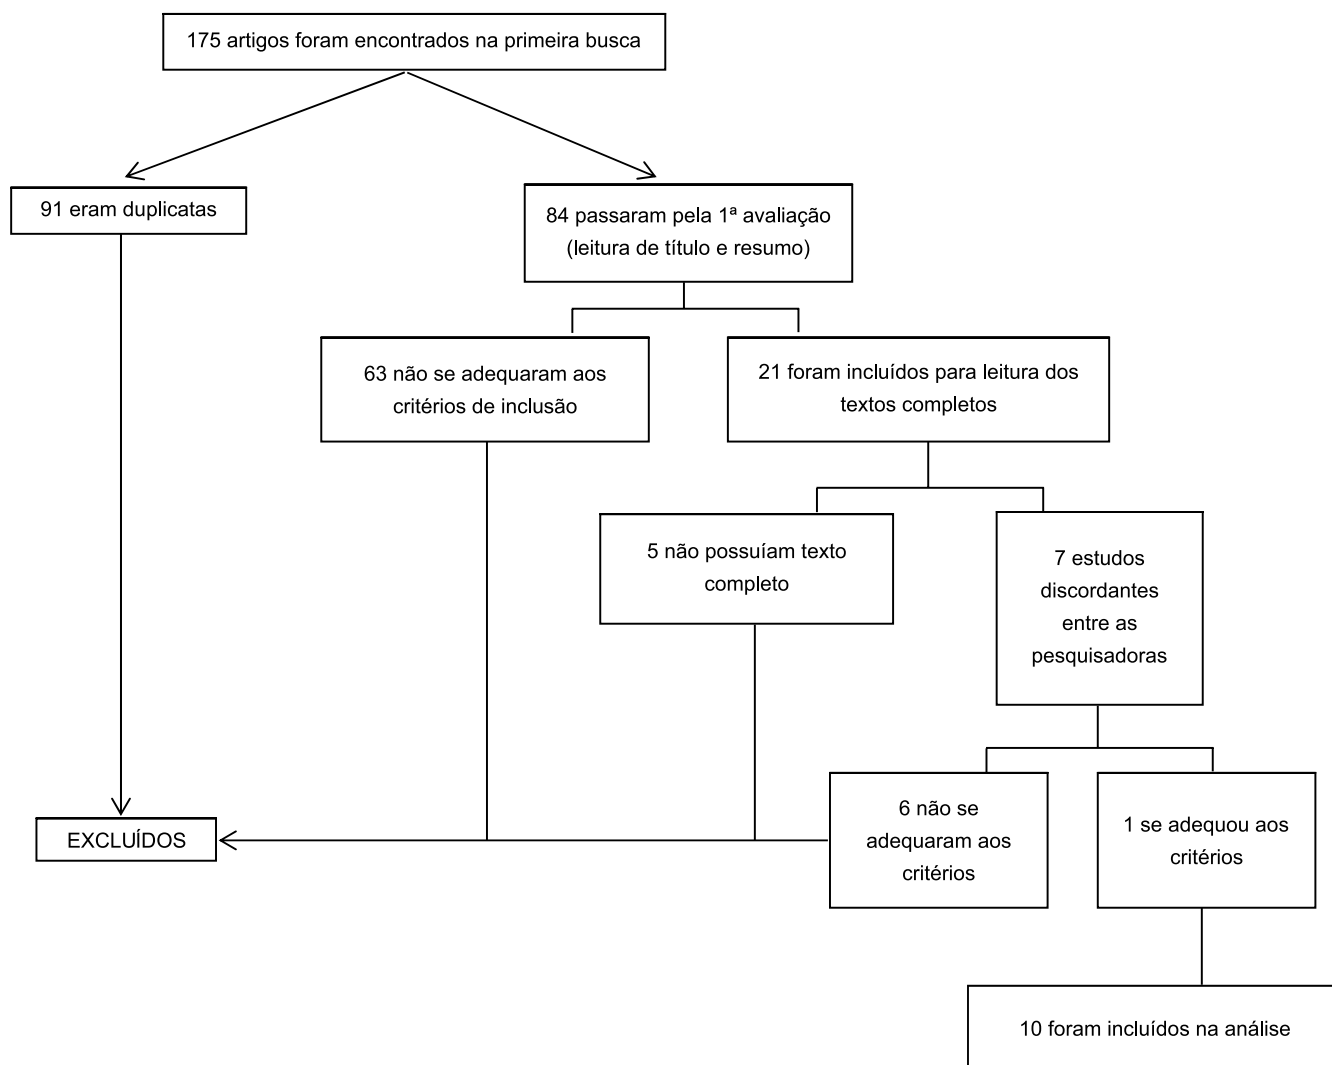 175 artigos foram encontrados na primeira busca
91 eram duplicatas
84 passaram pela 1ª avaliação
(leitura de título e resumo)
63 não se adequaram aos
critérios de inclusão
21 foram incluídos para leitura dos
textos completos
5 não possuíam texto
completo
7 estudos
discordantes
entre as
pesquisadoras
EXCLUÍDOS
6 não se
adequaram aos
critérios
1 se adequou aos
critérios
10 foram incluídos na análise